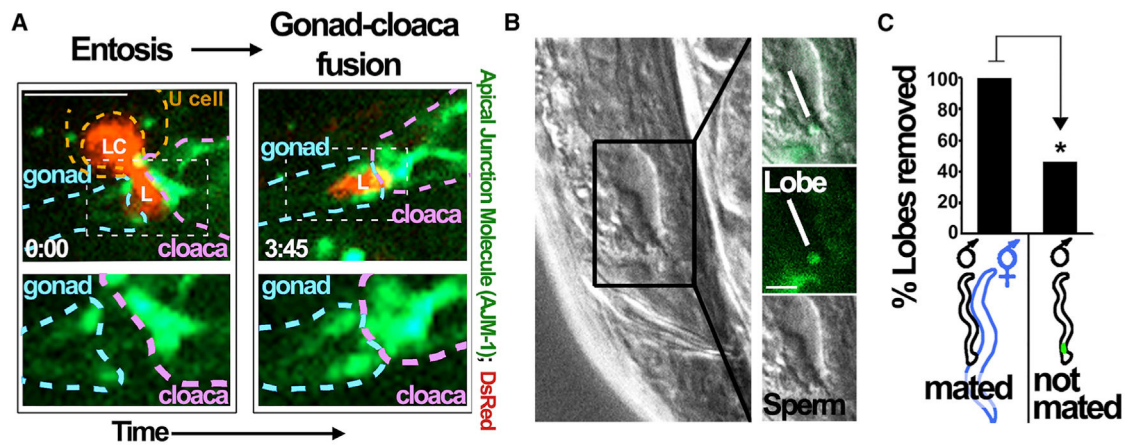 A
Entosis
Gonad-cloaca
fusion
U cell
LC
gonad
L
cloaca
0:00
gonad
L
cloaca
3:45
gonad
cloaca
gonad
cloaca
Time
Apical Junction Molecule (AJM-1); DsRed
B
Lobe
Sperm
C
% Lobes removed
100
80
60
40
20
0
*
♂ ⚥
♂
mated
not
mated